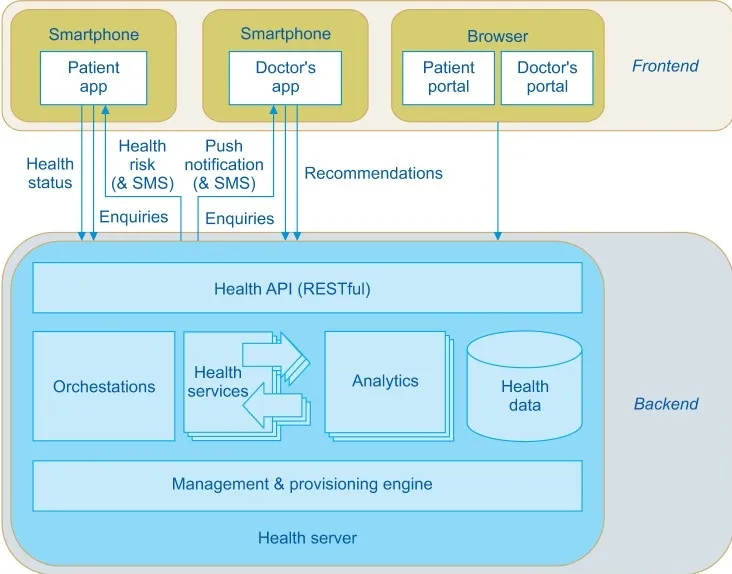 Smartphone
Smartphone
Browser
Patient
app
Doctor's
app
Patient
portal
Doctor's
portal
Frontend
Health
status
Health
risk
(& SMS)
Push
notification
(& SMS)
Recommendations
Enquiries
Enquiries
Health API (RESTful)
Orchestations
Health
services
Analytics
Health
data
Backend
Management & provisioning engine
Health server